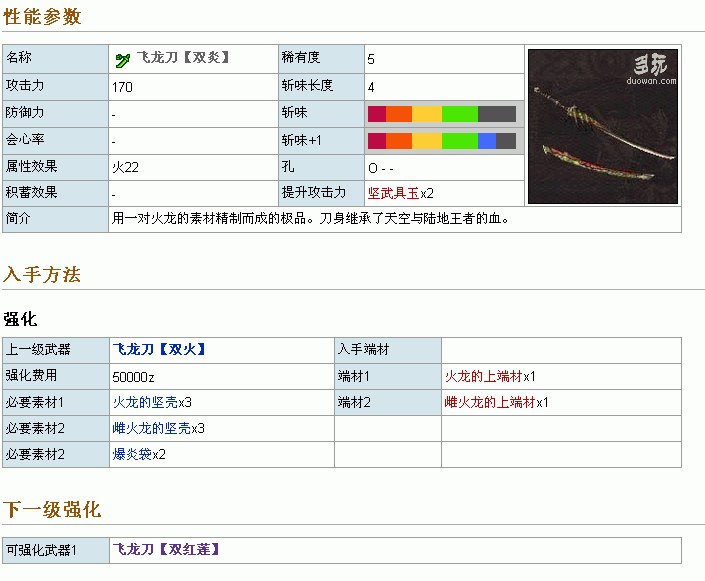 性能参数
名称 飞龙刀【双炎】 稀有度 5
攻击力 170 斩味长度 4
防御力 - 斩味
会心率 - 斩味+1
属性效果 火22 孔 O - -
积蓄效果 - 提升攻击力 坚武具玉x2
简介 用一对火龙的素材精制而成的极品。刀身继承了天空与陆地王者的血。
多玩
duowan.com
入手方法
强化
上一级武器 飞龙刀【双火】 入手端材
强化费用 50000z 端材1 火龙的上端材x1
必要素材1 火龙的坚壳x3 端材2 雌火龙的上端材x1
必要素材2 雌火龙的坚壳x3
必要素材2 爆炎袋x2
下一级强化
可强化武器1 飞龙刀【双红莲】